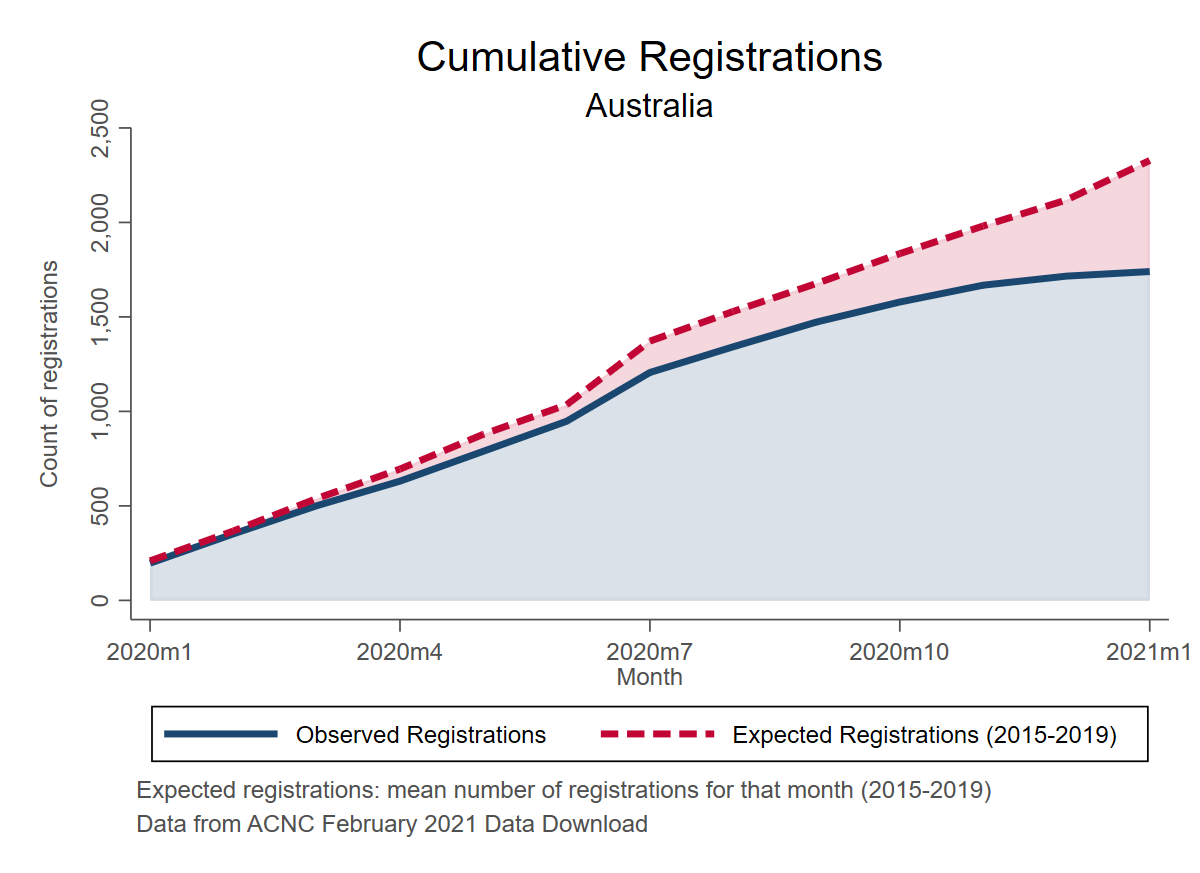 Cumulative Registrations
Australia
2,500
2,000
1,500
1,000
500
0
Count of registrations
2020m1 2020m4 2020m7 2020m10 2021m1
Month
Observed Registrations Expected Registrations (2015-2019)
Expected registrations: mean number of registrations for that month (2015-2019)
Data from ACNC February 2021 Data Download